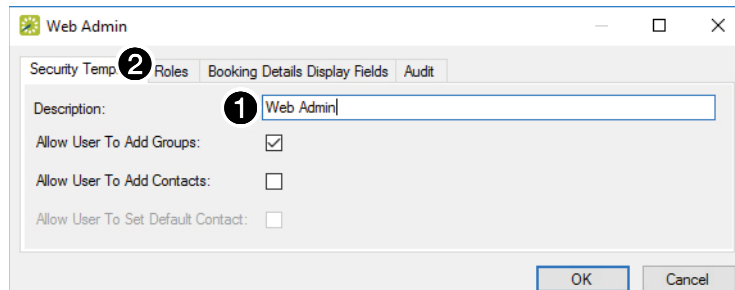 Web Admin
Security Temp 2 Roles Booking Details Display Fields Audit
Description: 1 Web Admin
Allow User To Add Groups:
Allow User To Add Contacts:
Allow User To Set Default Contact:
OK Cancel